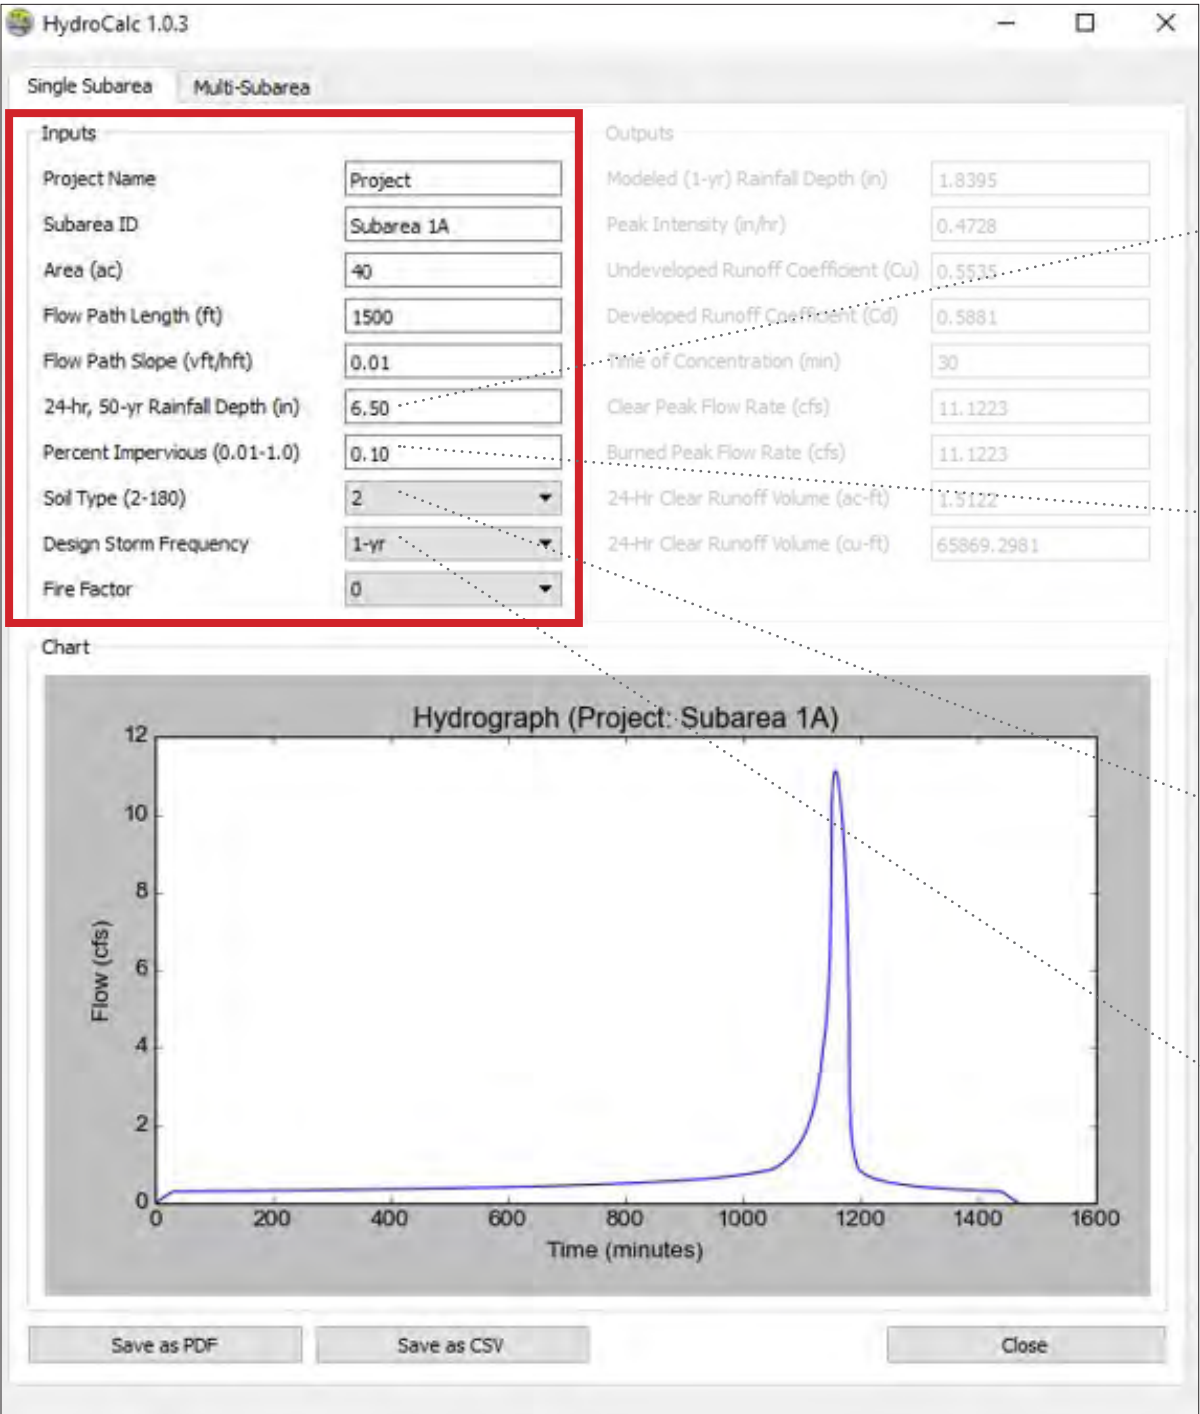 HydroCalc 1.0.3
Single Subarea Multi-Subarea
Inputs
Project Name Project
Subarea ID Subarea 1A
Area (ac) 40
Flow Path Length (ft) 1500
Flow Path Slope (vft/hft) 0.01
24-hr, 50-yr Rainfall Depth (in) 6.50
Percent Impervious (0.01-1.0) 0.10
Soil Type (2-180) 2
Design Storm Frequency 1-yr
Fire Factor 0
Outputs
Modeled (1-yr) Rainfall Depth (in) 1.8395
Peak Intensity (in/hr) 0.4728
Undeveloped Runoff Coefficient (Cu) 0.5535
Developed Runoff Coefficient (Cd) 0.5881
Time of Concentration (min) 30
Clear Peak Flow Rate (cfs) 11.1223
Burned Peak Flow Rate (cfs) 11.1223
24-Hr Clear Runoff Volume (ac-ft) 1.5122
24-Hr Clear Runoff Volume (cu-ft) 65869.2981
Chart
Hydrograph (Project: Subarea 1A)
12
10
8
6
4
2
0
Flow (cfs)
0 200 400 600 800 1000 1200 1400 1600
Time (minutes)
Save as PDF Save as CSV Close